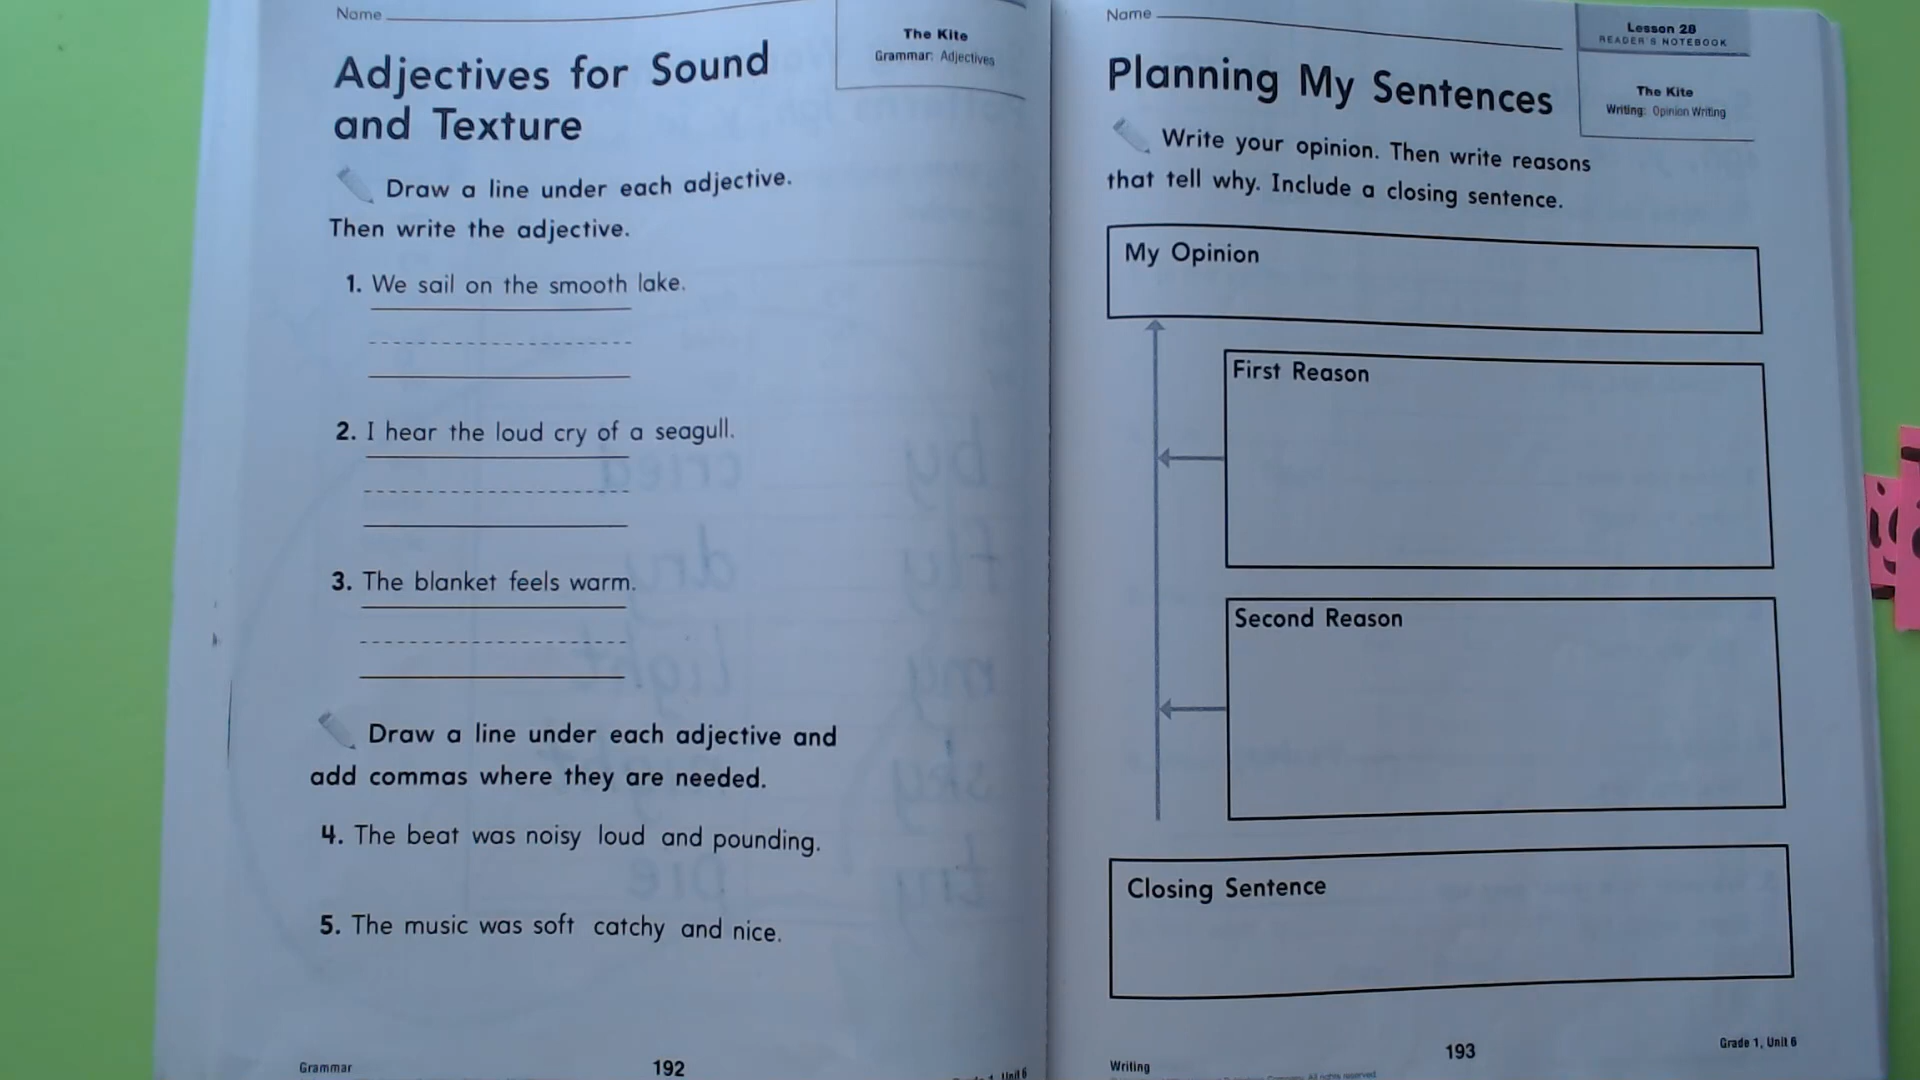 Name
The Kite
Grammar: Adjectives
Adjectives for Sound
and Texture
Draw a line under each adjective.
Then write the adjective.
1. We sail on the smooth lake.
2. I hear the loud cry of a seagull.
3. The blanket feels warm.
Draw a line under each adjective and
add commas where they are needed.
4. The beat was noisy loud and pounding.
5. The music was soft catchy and nice.
Grammar
192
Name
Lesson 28
READER'S NOTEBOOK
The Kite
Writing: Opinion Writing
Planning My Sentences
Write your opinion. Then write reasons
that tell why. Include a closing sentence.
My Opinion
First Reason
Second Reason
Closing Sentence
Writing
193
Grade 1, Unit 6